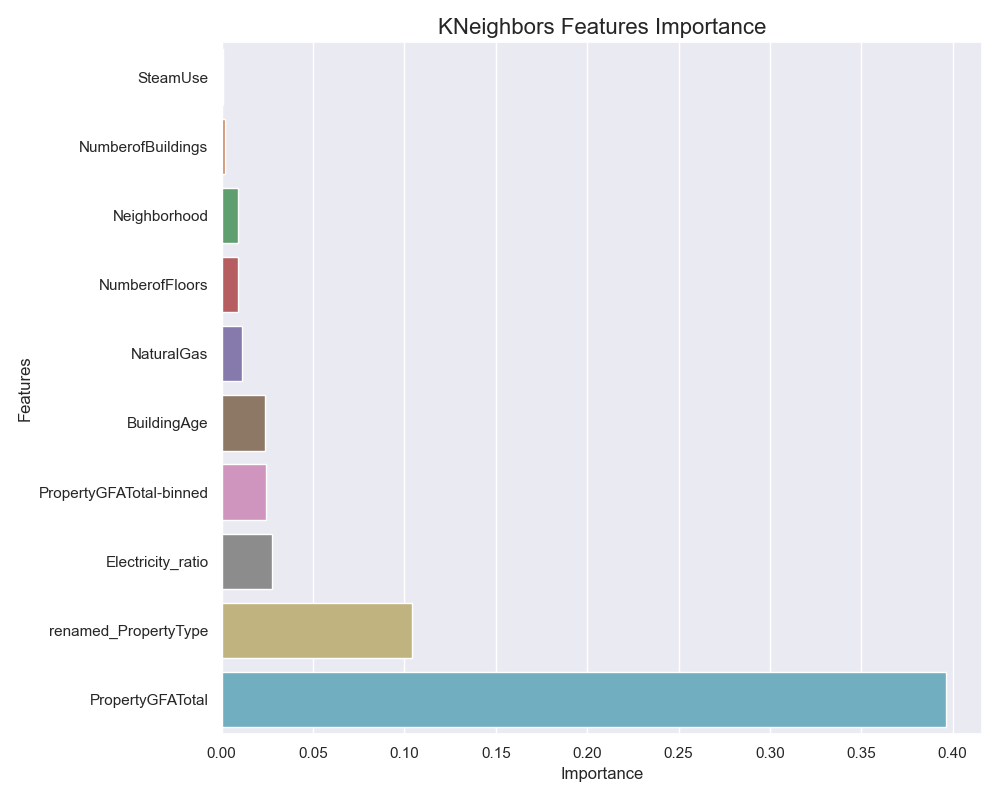 KNeighbors Features Importance
SteamUse
NumberofBuildings
Neighborhood
NumberofFloors
NaturalGas
BuildingAge
PropertyGFATotal-binned
Electricity_ratio
renamed_PropertyType
PropertyGFATotal
Features
0.00 0.05 0.10 0.15 0.20 0.25 0.30 0.35 0.40
Importance